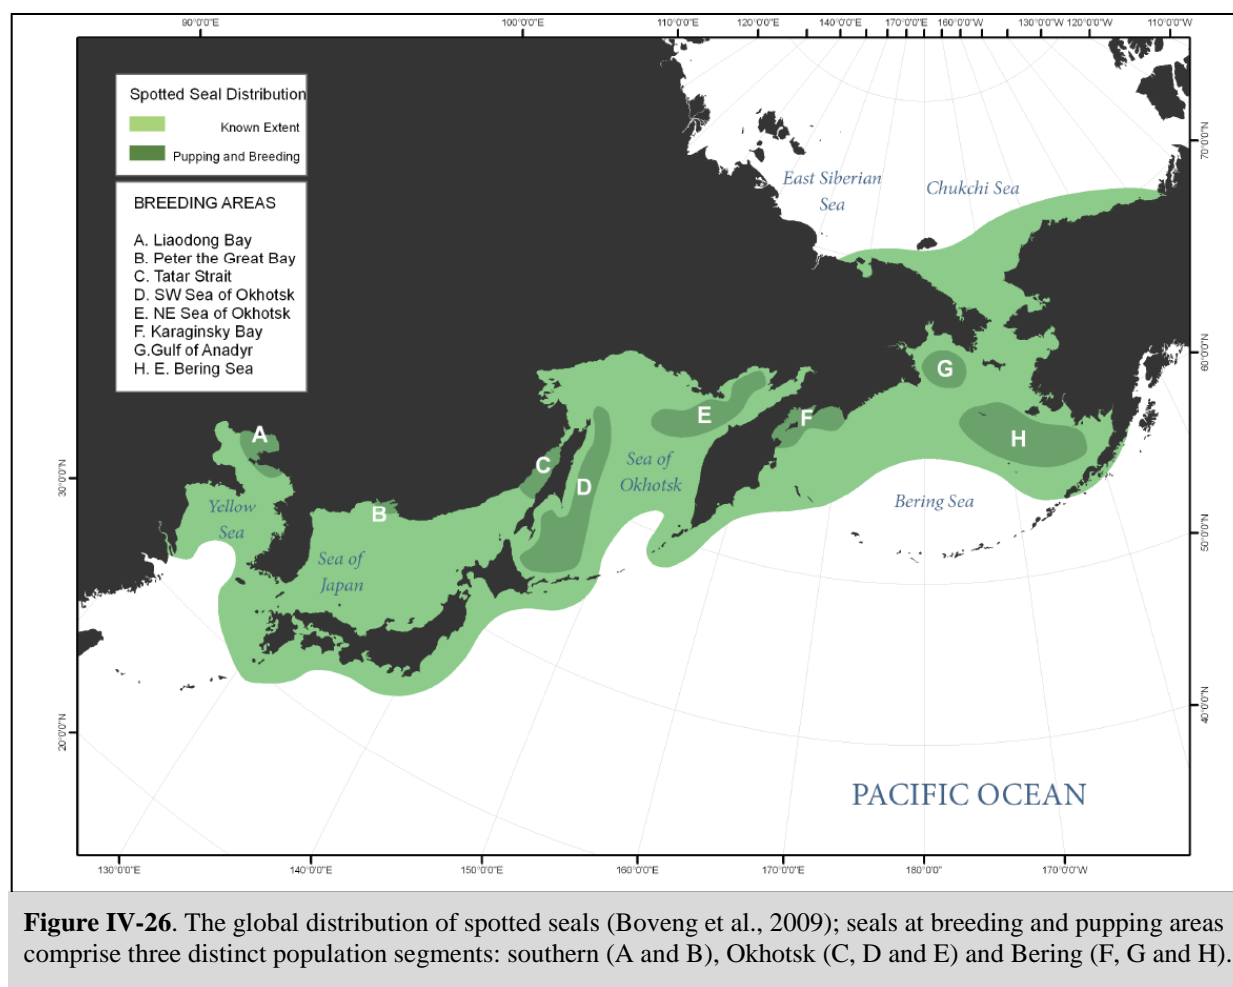 90°0'0"E 100°0'0"E 110°0'0"E 120°0'0"E 140°0'0"E 170°0'0"E 160°0'0"W 130°0'0"W 120°0'0"W 110°0'0"W
Spotted Seal Distribution
Known Extent
Pupping and Breeding
BREEDING AREAS
A. Liaodong Bay
B. Peter the Great Bay
C. Tatar Strait
D. SW Sea of Okhotsk
E. NE Sea of Okhotsk
F. Karaginsky Bay
G.Gulf of Anadyr
H. E. Bering Sea
East Siberian
Sea
Chukchi Sea
70°0'0"N
60°0'0"N
G
E
F
A
H
C
Sea of
Okhotsk
D
30°0'0"N
Yellow
Sea
B
Bering Sea
50°0'0"N
Sea of
Japan
20°0'0"N
40°0'0"N
PACIFIC OCEAN
130°0'0"E 140°0'0"E 150°0'0"E 160°0'0"E 170°0'0"E 180°0'0" 170°0'0"W
Figure IV-26. The global distribution of spotted seals (Boveng et al., 2009); seals at breeding and pupping areas
comprise three distinct population segments: southern (A and B), Okhotsk (C, D and E) and Bering (F, G and H).